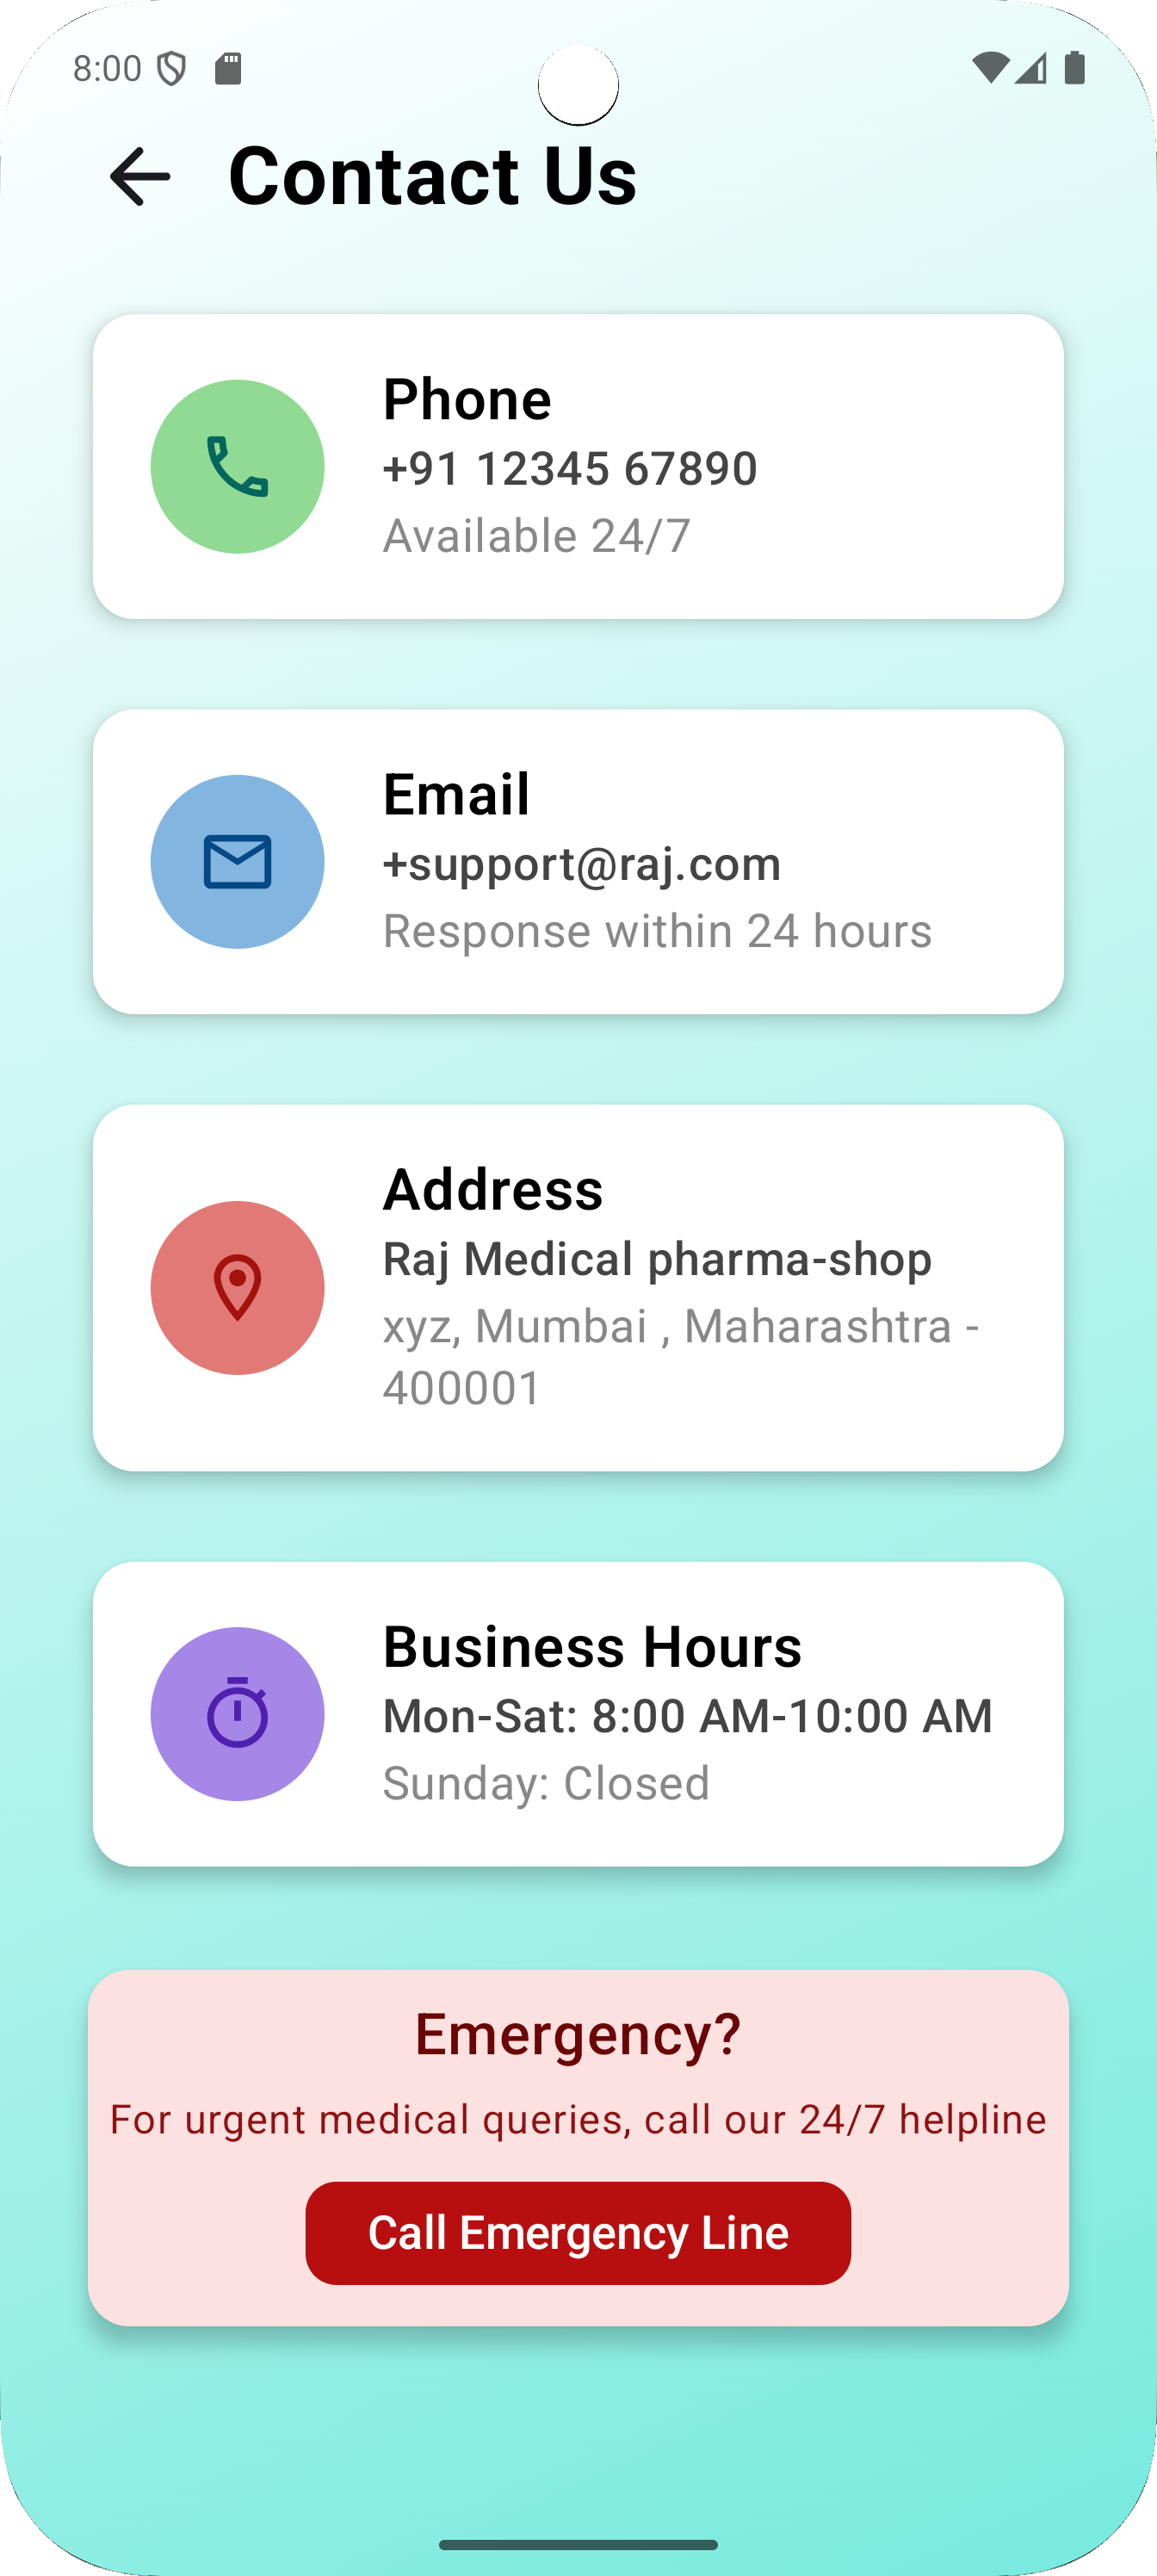 8:00
Contact Us
Phone
+91 12345 67890
Available 24/7
Email
+support@raj.com
Response within 24 hours
Address
Raj Medical pharma-shop
xyz, Mumbai , Maharashtra -
400001
Business Hours
Mon-Sat: 8:00 AM-10:00 AM
Sunday: Closed
Emergency?
For urgent medical queries, call our 24/7 helpline
Call Emergency Line